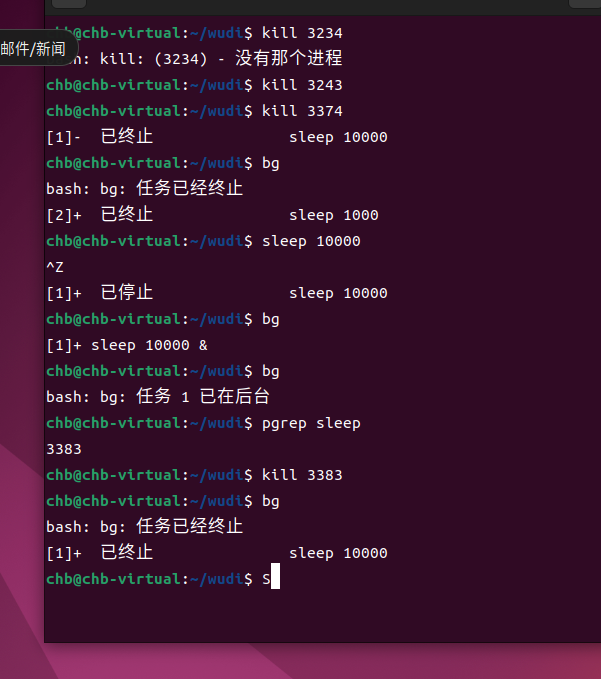 chb@chb-virtual:~/wudi$ kill 3234
邮件/新闻
sh: kill: (3234) - 没有那个进程
chb@chb-virtual:~/wudi$ kill 3243
chb@chb-virtual:~/wudi$ kill 3374
[1]-  已终止               sleep 10000
chb@chb-virtual:~/wudi$ bg
bash: bg: 任务已经终止
[2]+  已终止               sleep 1000
chb@chb-virtual:~/wudi$ sleep 10000
^Z
[1]+  已停止               sleep 10000
chb@chb-virtual:~/wudi$ bg
[1]+ sleep 10000 &
chb@chb-virtual:~/wudi$ bg
bash: bg: 任务 1 已在后台
chb@chb-virtual:~/wudi$ pgrep sleep
3383
chb@chb-virtual:~/wudi$ kill 3383
chb@chb-virtual:~/wudi$ bg
bash: bg: 任务已经终止
[1]+  已终止               sleep 10000
chb@chb-virtual:~/wudi$ S